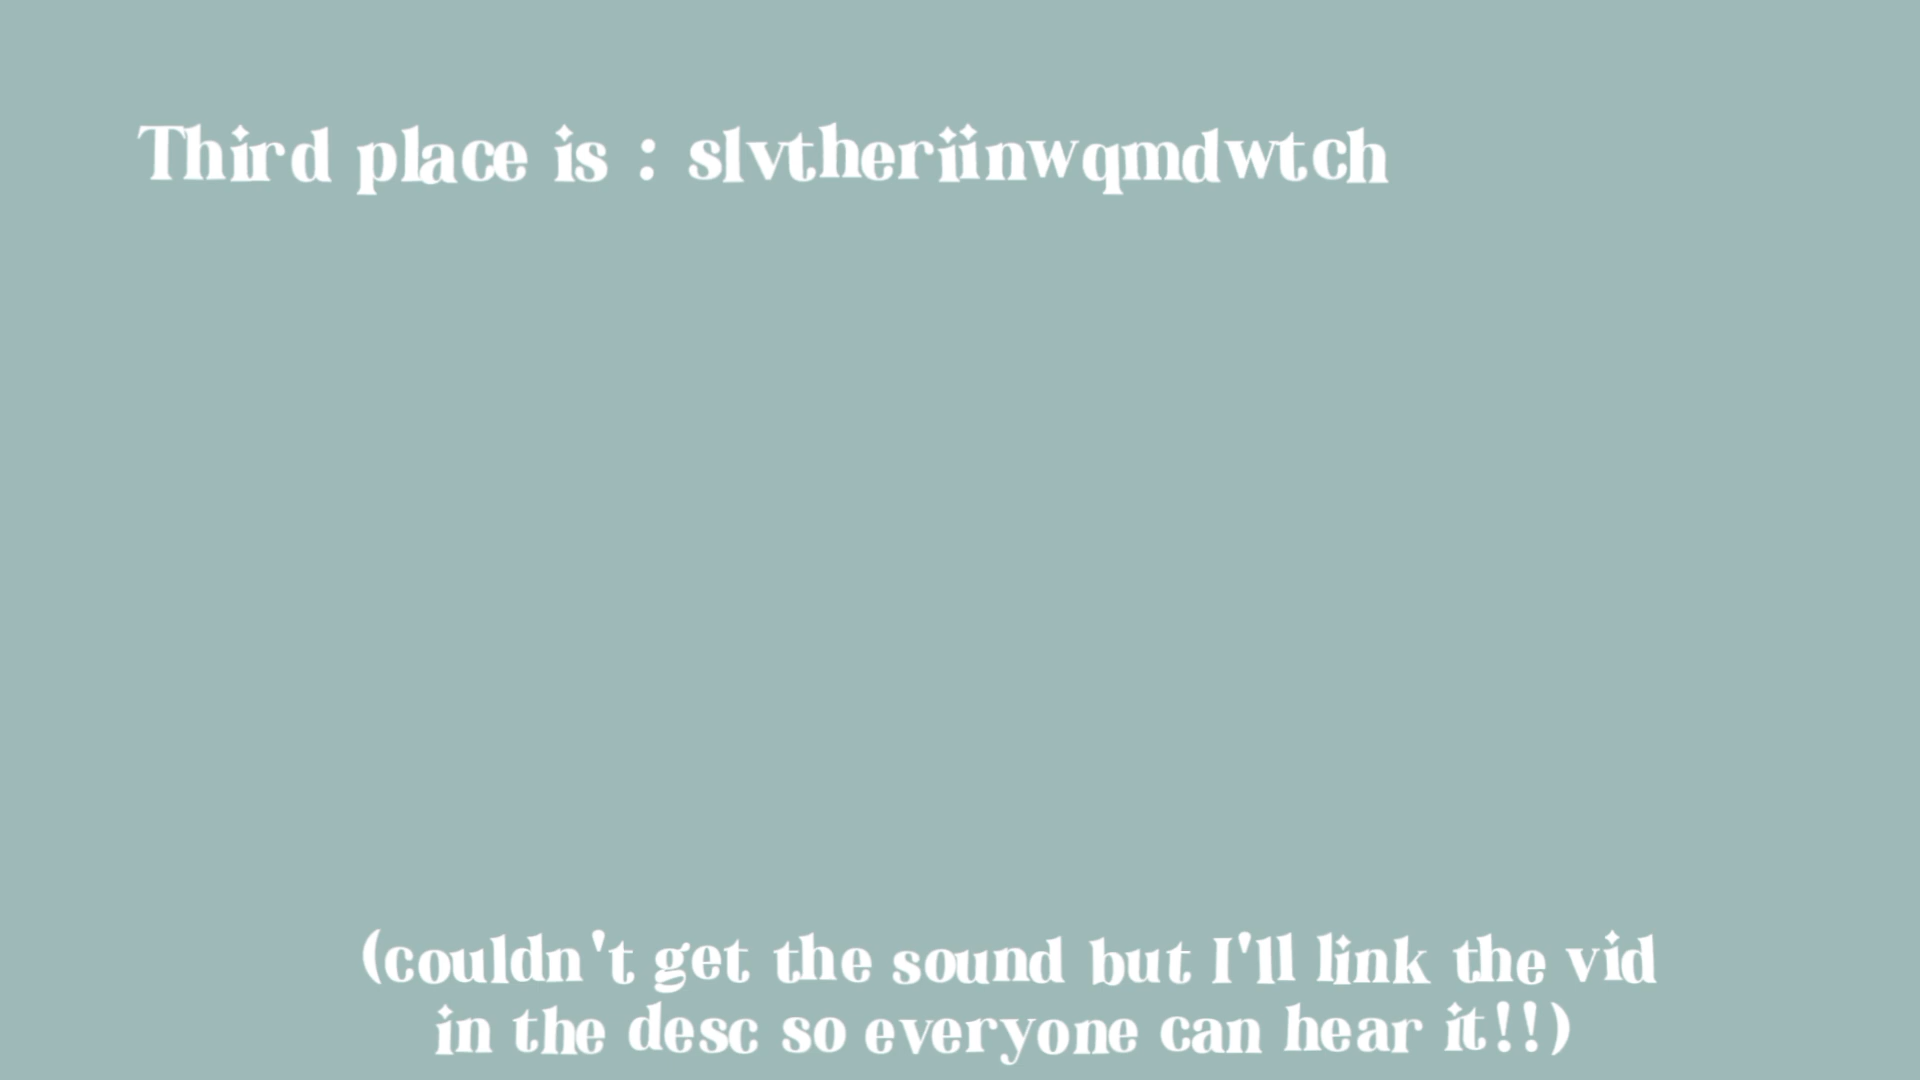 Third place is : slvtheriinwqmdwtch
(couldn't get the sound but I'll link the vid
in the desc so everyone can hear it!!)